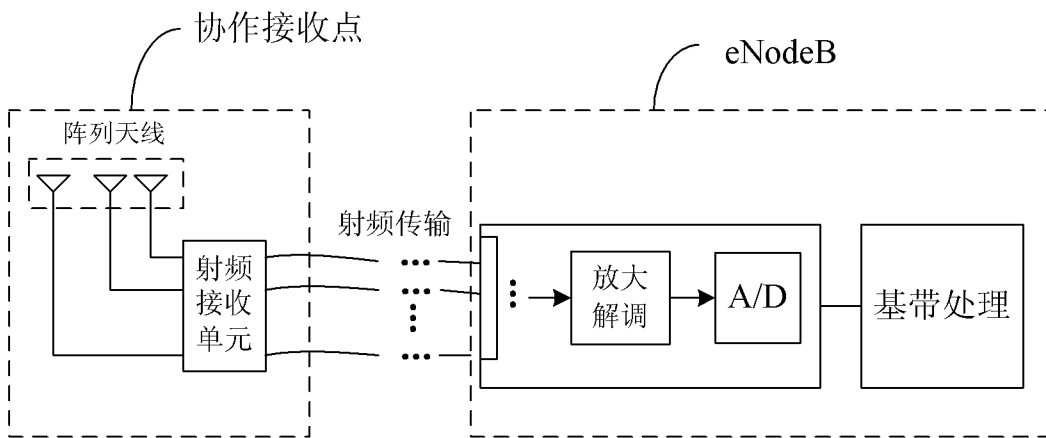 协作接收点
eNodeB
阵列天线
射频传输
射频
接收
单元
放大
解调
A/D
基带处理